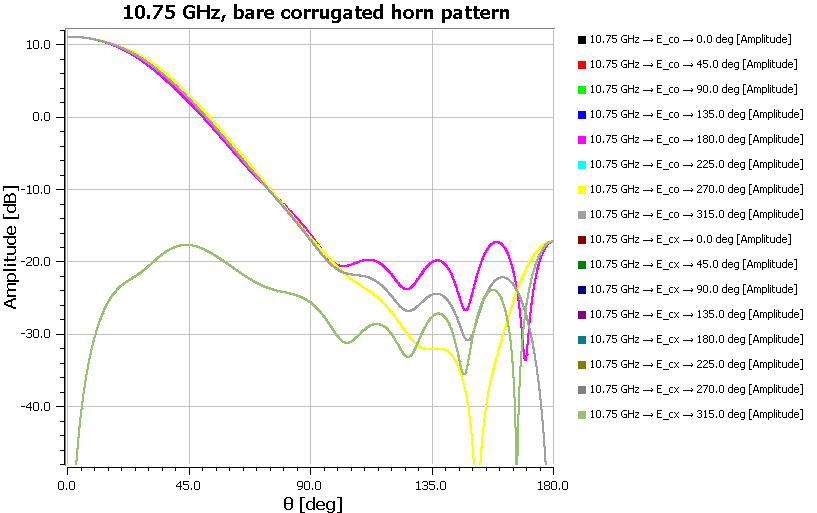 10.75 GHz, bare corrugated horn pattern
10.0
0.0
-10.0
-20.0
-30.0
-40.0
Amplitude [dB]
0.0
45.0
90.0
135.0
180.0
θ [deg]
10.75 GHz → E_co → 0.0 deg [Amplitude]
10.75 GHz → E_co → 45.0 deg [Amplitude]
10.75 GHz → E_co → 90.0 deg [Amplitude]
10.75 GHz → E_co → 135.0 deg [Amplitude]
10.75 GHz → E_co → 180.0 deg [Amplitude]
10.75 GHz → E_co → 225.0 deg [Amplitude]
10.75 GHz → E_co → 270.0 deg [Amplitude]
10.75 GHz → E_co → 315.0 deg [Amplitude]
10.75 GHz → E_cx → 0.0 deg [Amplitude]
10.75 GHz → E_cx → 45.0 deg [Amplitude]
10.75 GHz → E_cx → 90.0 deg [Amplitude]
10.75 GHz → E_cx → 135.0 deg [Amplitude]
10.75 GHz → E_cx → 180.0 deg [Amplitude]
10.75 GHz → E_cx → 225.0 deg [Amplitude]
10.75 GHz → E_cx → 270.0 deg [Amplitude]
10.75 GHz → E_cx → 315.0 deg [Amplitude]